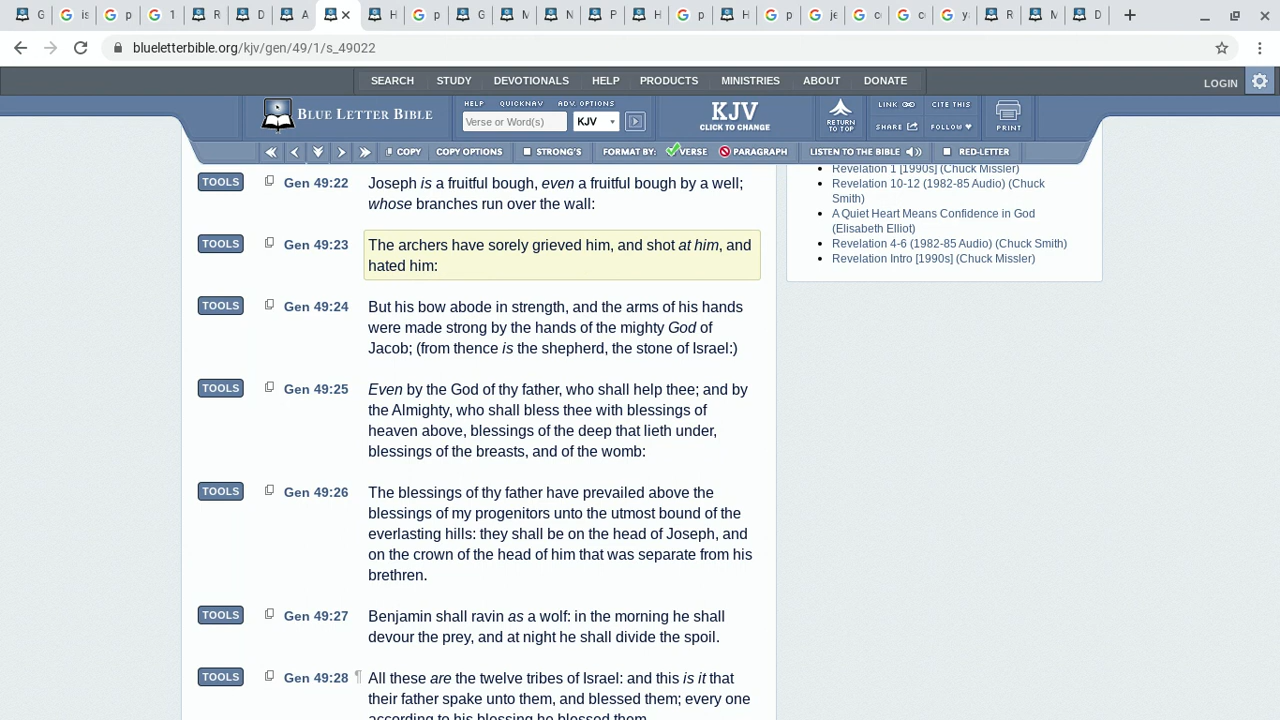 is
p
1
R
D
A
H
p
G
M
N
P
H
p
H
p
je
c
c
y
R
M
D
blueletterbible.org/kjv/gen/49/1/s_49022
SEARCH STUDY DEVOTIONALS HELP PRODUCTS MINISTRIES ABOUT DONATE LOGIN
BLUE LETTER BIBLE
HELP QUICKNAV ADV. OPTIONS
Verse or Word(s) KJV
KJV
CLICK TO CHANGE
RETURN
TO TOP
LINK CITE THIS
SHARE FOLLOW
PRINT
COPY COPY OPTIONS STRONG'S FORMAT BY: VERSE PARAGRAPH LISTEN TO THE BIBLE RED-LETTER
TOOLS Gen 49:22 Joseph is a fruitful bough, even a fruitful bough by a well;
whose branches run over the wall:
TOOLS Gen 49:23 The archers have sorely grieved him, and shot at him, and
hated him:
TOOLS Gen 49:24 But his bow abode in strength, and the arms of his hands
were made strong by the hands of the mighty God of
Jacob; (from thence is the shepherd, the stone of Israel:)
TOOLS Gen 49:25 Even by the God of thy father, who shall help thee; and by
the Almighty, who shall bless thee with blessings of
heaven above, blessings of the deep that lieth under,
blessings of the breasts, and of the womb:
TOOLS Gen 49:26 The blessings of thy father have prevailed above the
blessings of my progenitors unto the utmost bound of the
everlasting hills: they shall be on the head of Joseph, and
on the crown of the head of him that was separate from his
brethren.
TOOLS Gen 49:27 Benjamin shall ravin as a wolf: in the morning he shall
devour the prey, and at night he shall divide the spoil.
TOOLS Gen 49:28 ¶ All these are the twelve tribes of Israel: and this is it that
their father spake unto them, and blessed them; every one
according to his blessing he blessed them.
Revelation 1 [1990s] (Chuck Missler)
Revelation 10-12 (1982-85 Audio) (Chuck
Smith)
A Quiet Heart Means Confidence in God
(Elisabeth Elliot)
Revelation 4-6 (1982-85 Audio) (Chuck Smith)
Revelation Intro [1990s] (Chuck Missler)